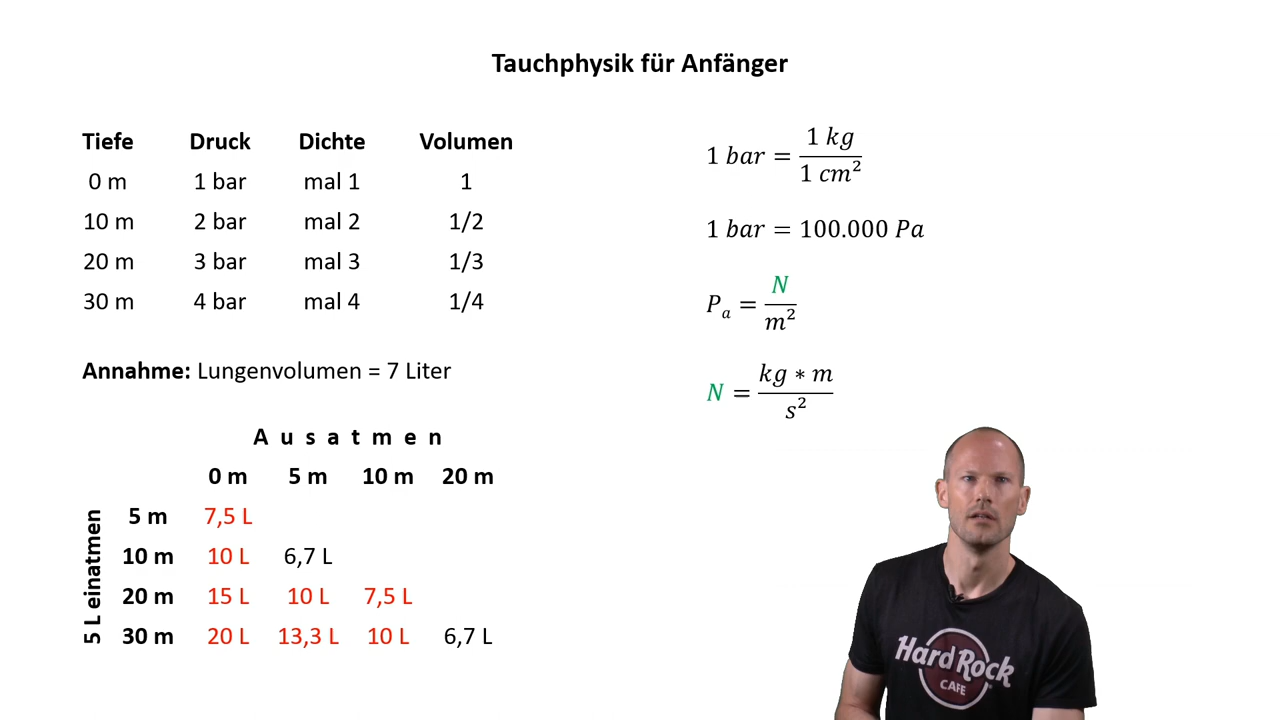 Tauchphysik für Anfänger
Tiefe Druck Dichte Volumen
0 m 1 bar mal 1 1
10 m 2 bar mal 2 1/2
20 m 3 bar mal 3 1/3
30 m 4 bar mal 4 1/4
Annahme: Lungenvolumen = 7 Liter
A u s a t m e n
0 m 5 m 10 m 20 m
5 L einatmen
5 m 7,5 L
10 m 10 L 6,7 L
20 m 15 L 10 L 7,5 L
30 m 20 L 13,3 L 10 L 6,7 L
1 bar = 1 kg / 1 cm²
1 bar = 100.000 Pa
P_a = N / m²
N = kg * m / s²
Hard Rock
CAFE